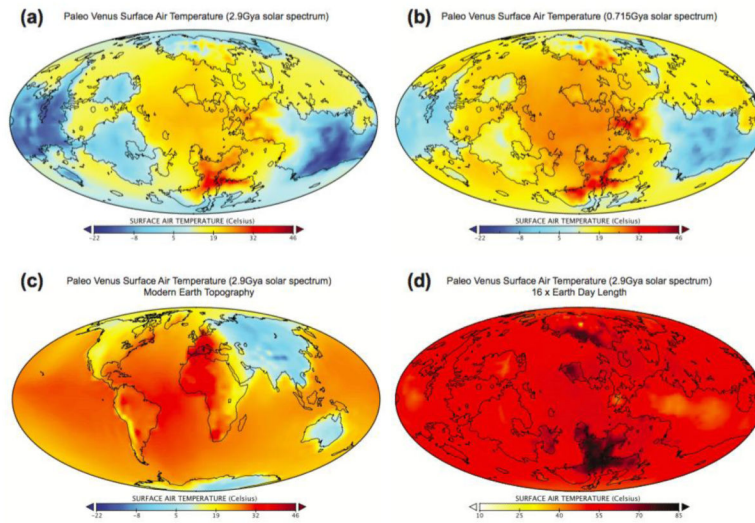 (a)
Paleo Venus Surface Air Temperature (2.9Gya solar spectrum)
SURFACE AIR TEMPERATURE (Celsius)
-22 -8 5 19 32 46
(b)
Paleo Venus Surface Air Temperature (0.715Gya solar spectrum)
SURFACE AIR TEMPERATURE (Celsius)
-22 -8 5 19 32 46
(c)
Paleo Venus Surface Air Temperature (2.9Gya solar spectrum)
Modern Earth Topography
SURFACE AIR TEMPERATURE (Celsius)
-22 -8 5 19 32 46
(d)
Paleo Venus Surface Air Temperature (2.9Gya solar spectrum)
16 x Earth Day Length
SURFACE AIR TEMPERATURE (Celsius)
10 25 40 55 70 85